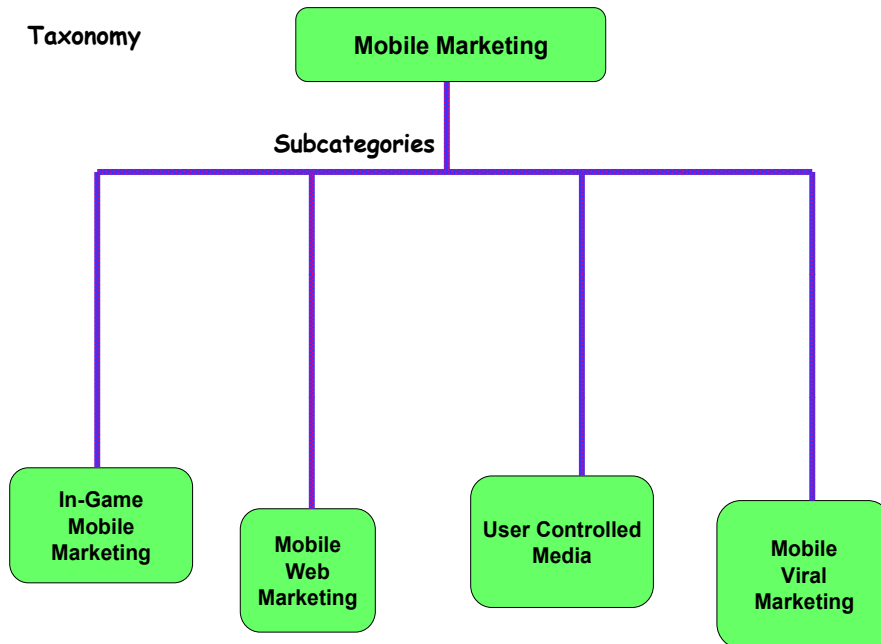 Taxonomy
Mobile Marketing
Subcategories
In-Game
Mobile
Marketing
Mobile
Web
Marketing
User Controlled
Media
Mobile
Viral
Marketing